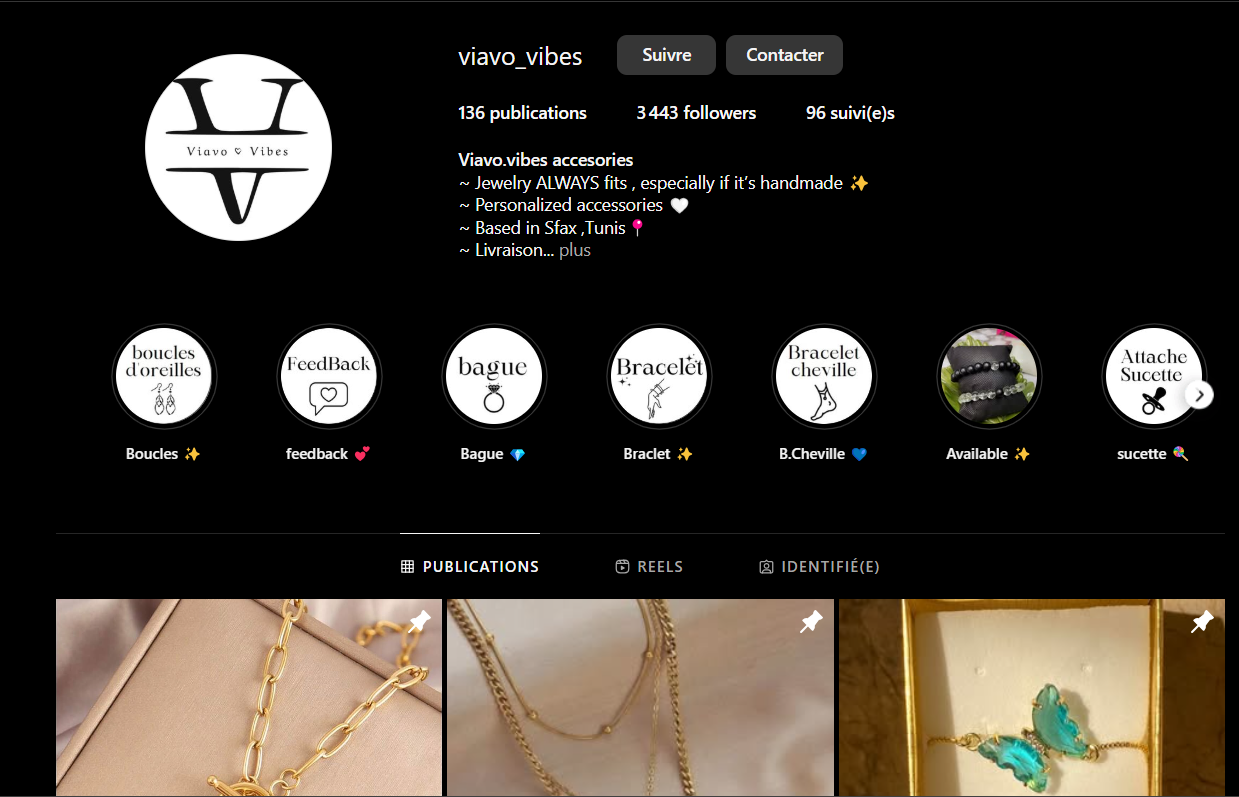 viavo_vibes Suivre Contacter
136 publications 3 443 followers 96 suivi(e)s
Viavo.vibes accesories
~ Jewelry ALWAYS fits , especially if it’s handmade ✨
~ Personalized accessories 🤍
~ Based in Sfax ,Tunis 📍
~ Livraison... plus
V
Viavo ♡ Vibes
boucles
d'oreilles
FeedBack
bague
Bracelet
Bracelet
cheville
Attache
Sucette
Boucles ✨
feedback 💕
Bague 💎
Braclet ✨
B.Cheville 💙
Available ✨
sucette 🍭
PUBLICATIONS
REELS
IDENTIFIÉ(E)